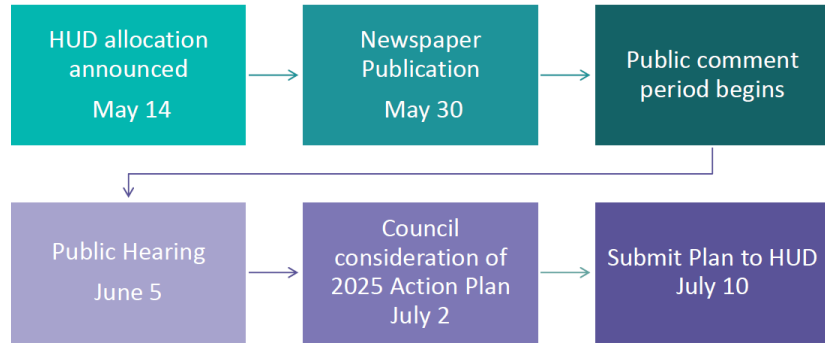 HUD allocation
announced
May 14
Newspaper
Publication
May 30
Public comment
period begins
Public Hearing
June 5
Council
consideration of
2025 Action Plan
July 2
Submit Plan to HUD
July 10